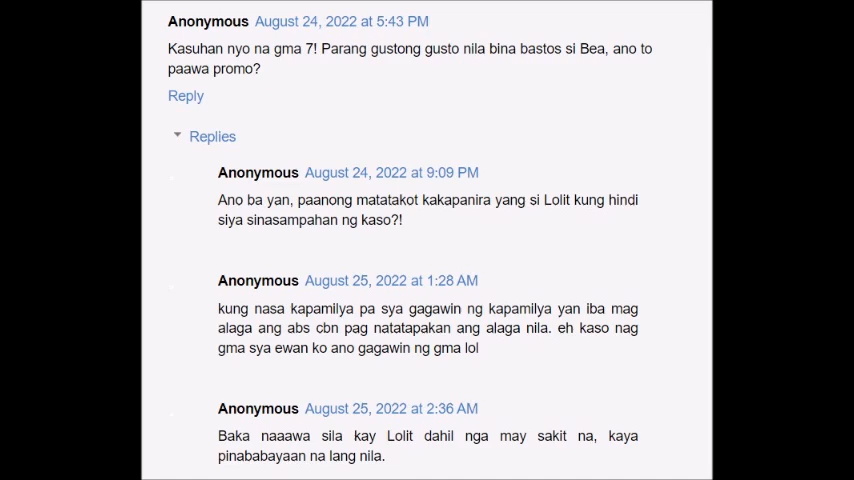 Anonymous August 24, 2022 at 5:43 PM
Kasuhan nyo na gma 7! Parang gustong gusto nila bina bastos si Bea, ano to
paawa promo?
Reply
Replies
Anonymous August 24, 2022 at 9:09 PM
Ano ba yan, paanong matatakot kakapanira yang si Lolit kung hindi
siya sinasampahan ng kaso?!
Anonymous August 25, 2022 at 1:28 AM
kung nasa kapamilya pa sya gagawin ng kapamilya yan iba mag
alaga ang abs cbn pag natatapakan ang alaga nila. eh kaso nag
gma sya ewan ko ano gagawin ng gma lol
Anonymous August 25, 2022 at 2:36 AM
Baka naaawa sila kay Lolit dahil nga may sakit na, kaya
pinababayaan na lang nila.